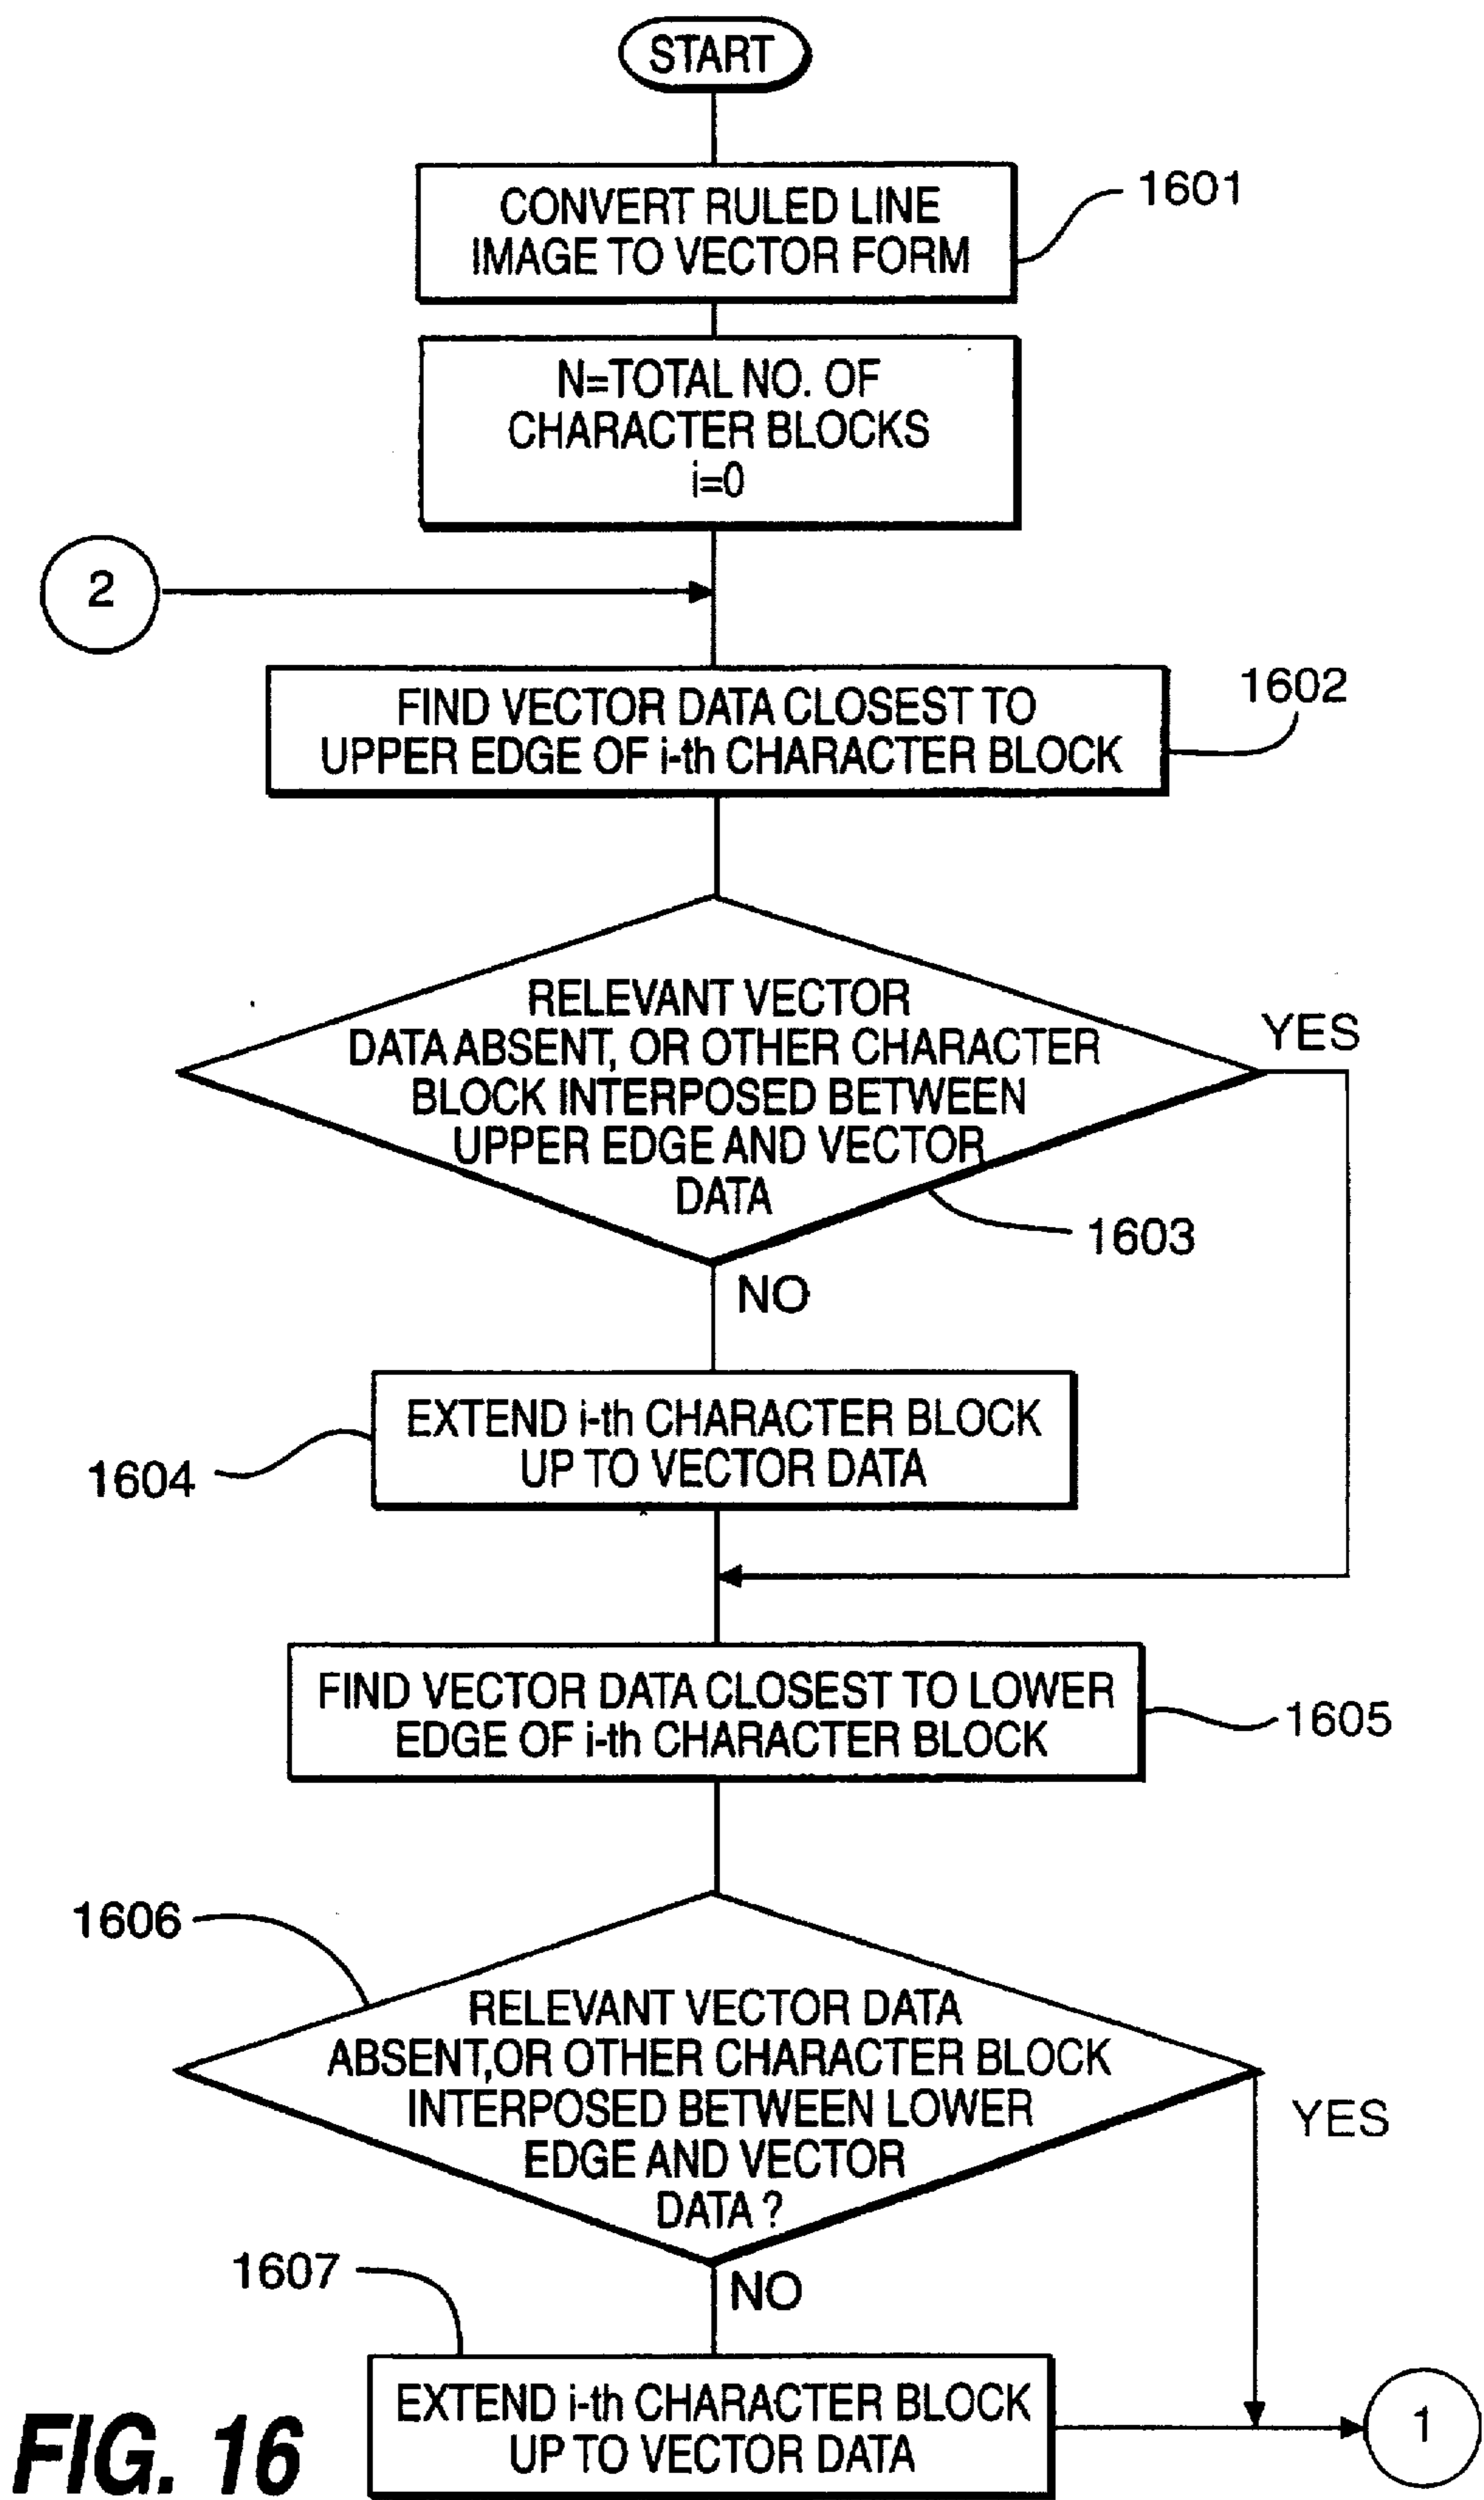 START
CONVERT RULED LINE
IMAGE TO VECTOR FORM
1601
N=TOTAL NO. OF
CHARACTER BLOCKS
i=0
2
FIND VECTOR DATA CLOSEST TO
UPPER EDGE OF i-th CHARACTER BLOCK
1602
RELEVANT VECTOR
DATA ABSENT, OR OTHER CHARACTER
BLOCK INTERPOSED BETWEEN
UPPER EDGE AND VECTOR
DATA
YES
1603
NO
EXTEND i-th CHARACTER BLOCK
UP TO VECTOR DATA
1604
FIND VECTOR DATA CLOSEST TO LOWER
EDGE OF i-th CHARACTER BLOCK
1605
1606
RELEVANT VECTOR DATA
ABSENT,OR OTHER CHARACTER BLOCK
INTERPOSED BETWEEN LOWER
EDGE AND VECTOR
DATA ?
YES
1607
NO
EXTEND i-th CHARACTER BLOCK
UP TO VECTOR DATA
1
FIG. 16